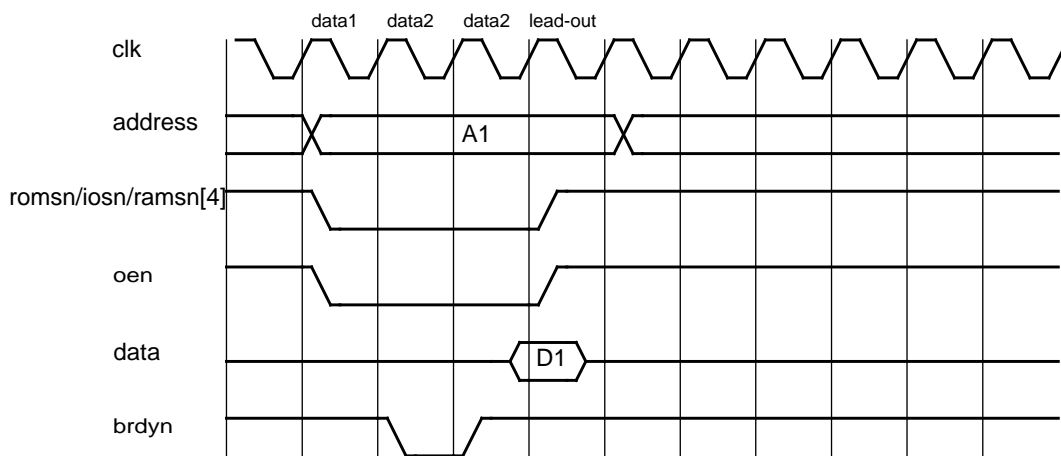 data1 data2 data2 lead-out
clk
address
A1
romsn/iosn/ramsn[4]
oen
data
D1
brdyn